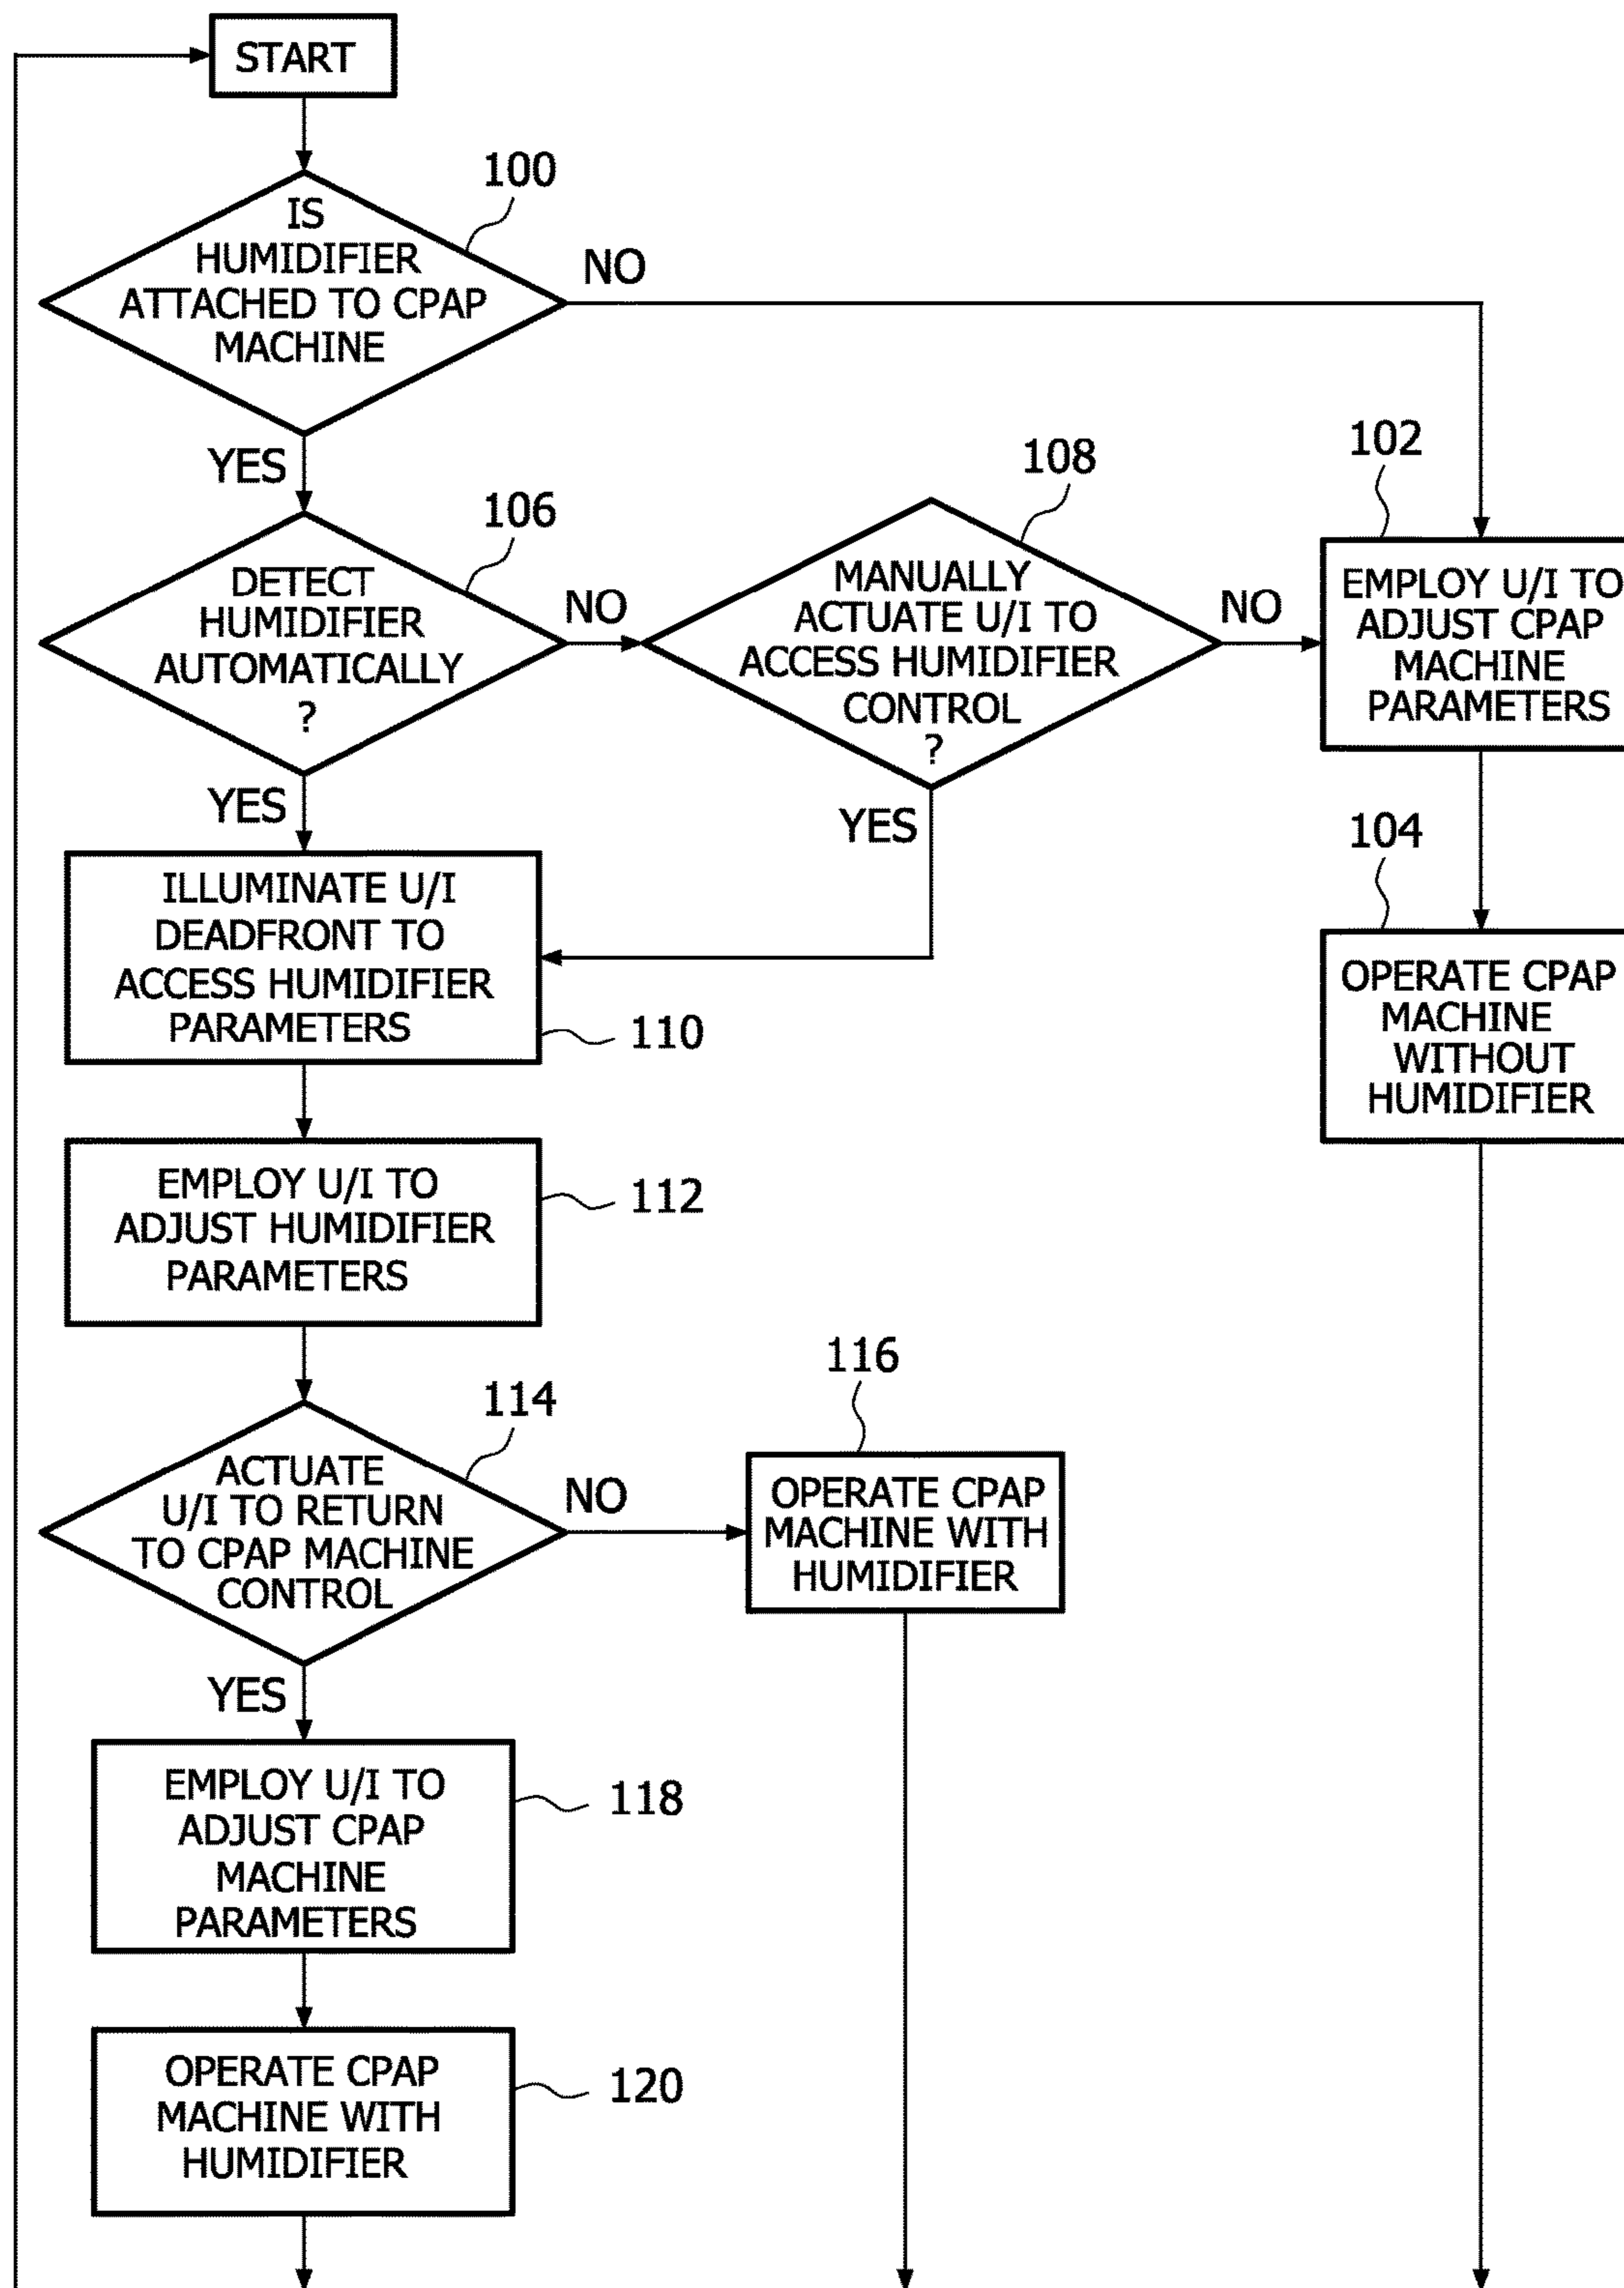 START
100
IS
HUMIDIFIER
ATTACHED TO CPAP
MACHINE
NO
YES
106
DETECT
HUMIDIFIER
AUTOMATICALLY
?
NO
YES
108
MANUALLY
ACTUATE U/I TO
ACCESS HUMIDIFIER
CONTROL
?
NO
YES
102
EMPLOY U/I TO
ADJUST CPAP
MACHINE
PARAMETERS
104
OPERATE CPAP
MACHINE
WITHOUT
HUMIDIFIER
ILLUMINATE U/I
DEADFRONT TO
ACCESS HUMIDIFIER
PARAMETERS
110
EMPLOY U/I TO
ADJUST HUMIDIFIER
PARAMETERS
112
114
ACTUATE
U/I TO RETURN
TO CPAP MACHINE
CONTROL
NO
YES
116
OPERATE CPAP
MACHINE WITH
HUMIDIFIER
EMPLOY U/I TO
ADJUST CPAP
MACHINE
PARAMETERS
118
OPERATE CPAP
MACHINE WITH
HUMIDIFIER
120